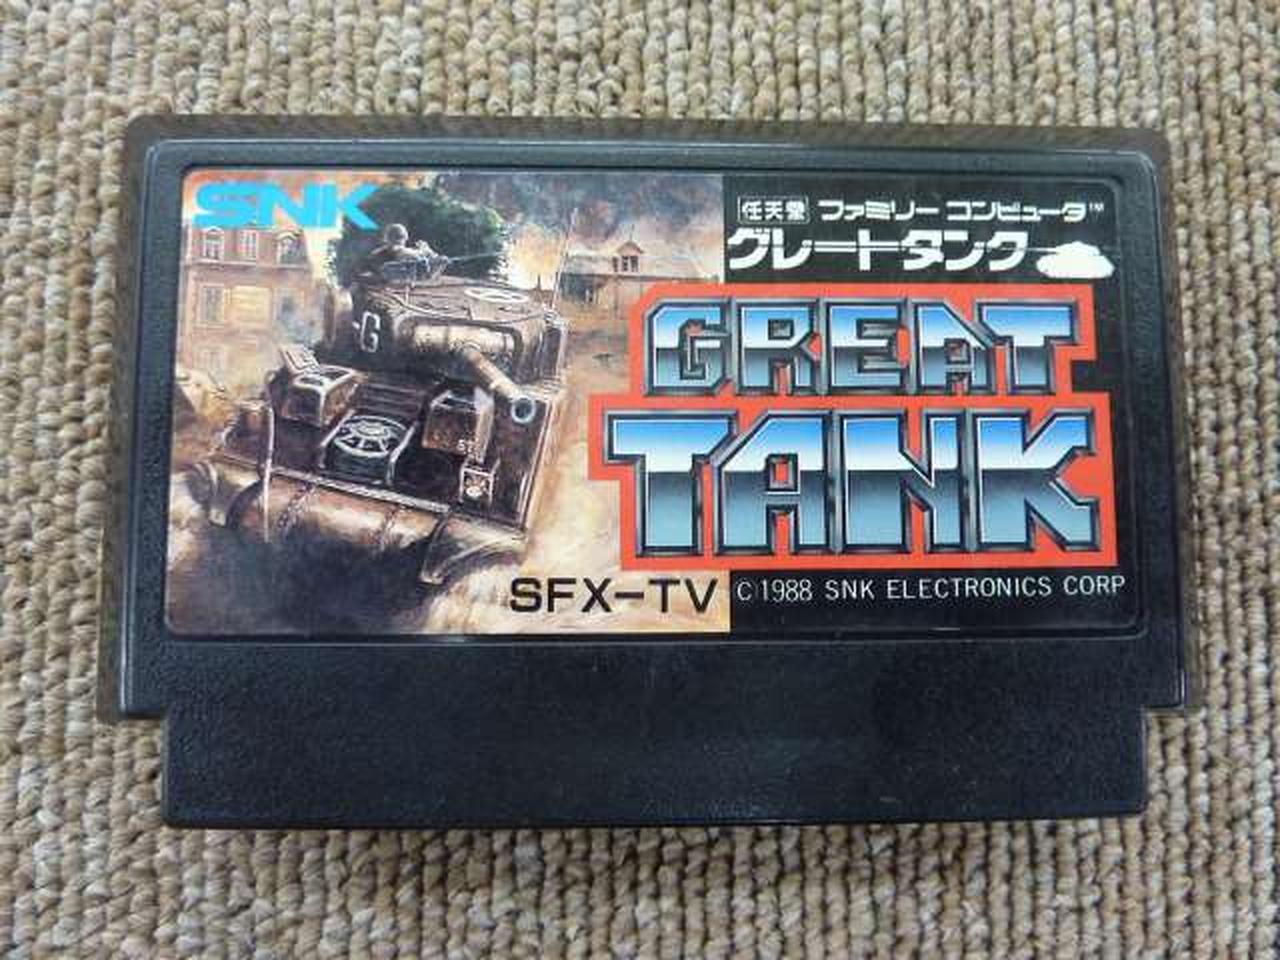 SNK
任天堂 ファミリーコンピュータ™
グレートタンク
GREAT
TANK
G
SFX-TV
©1988 SNK ELECTRONICS CORP